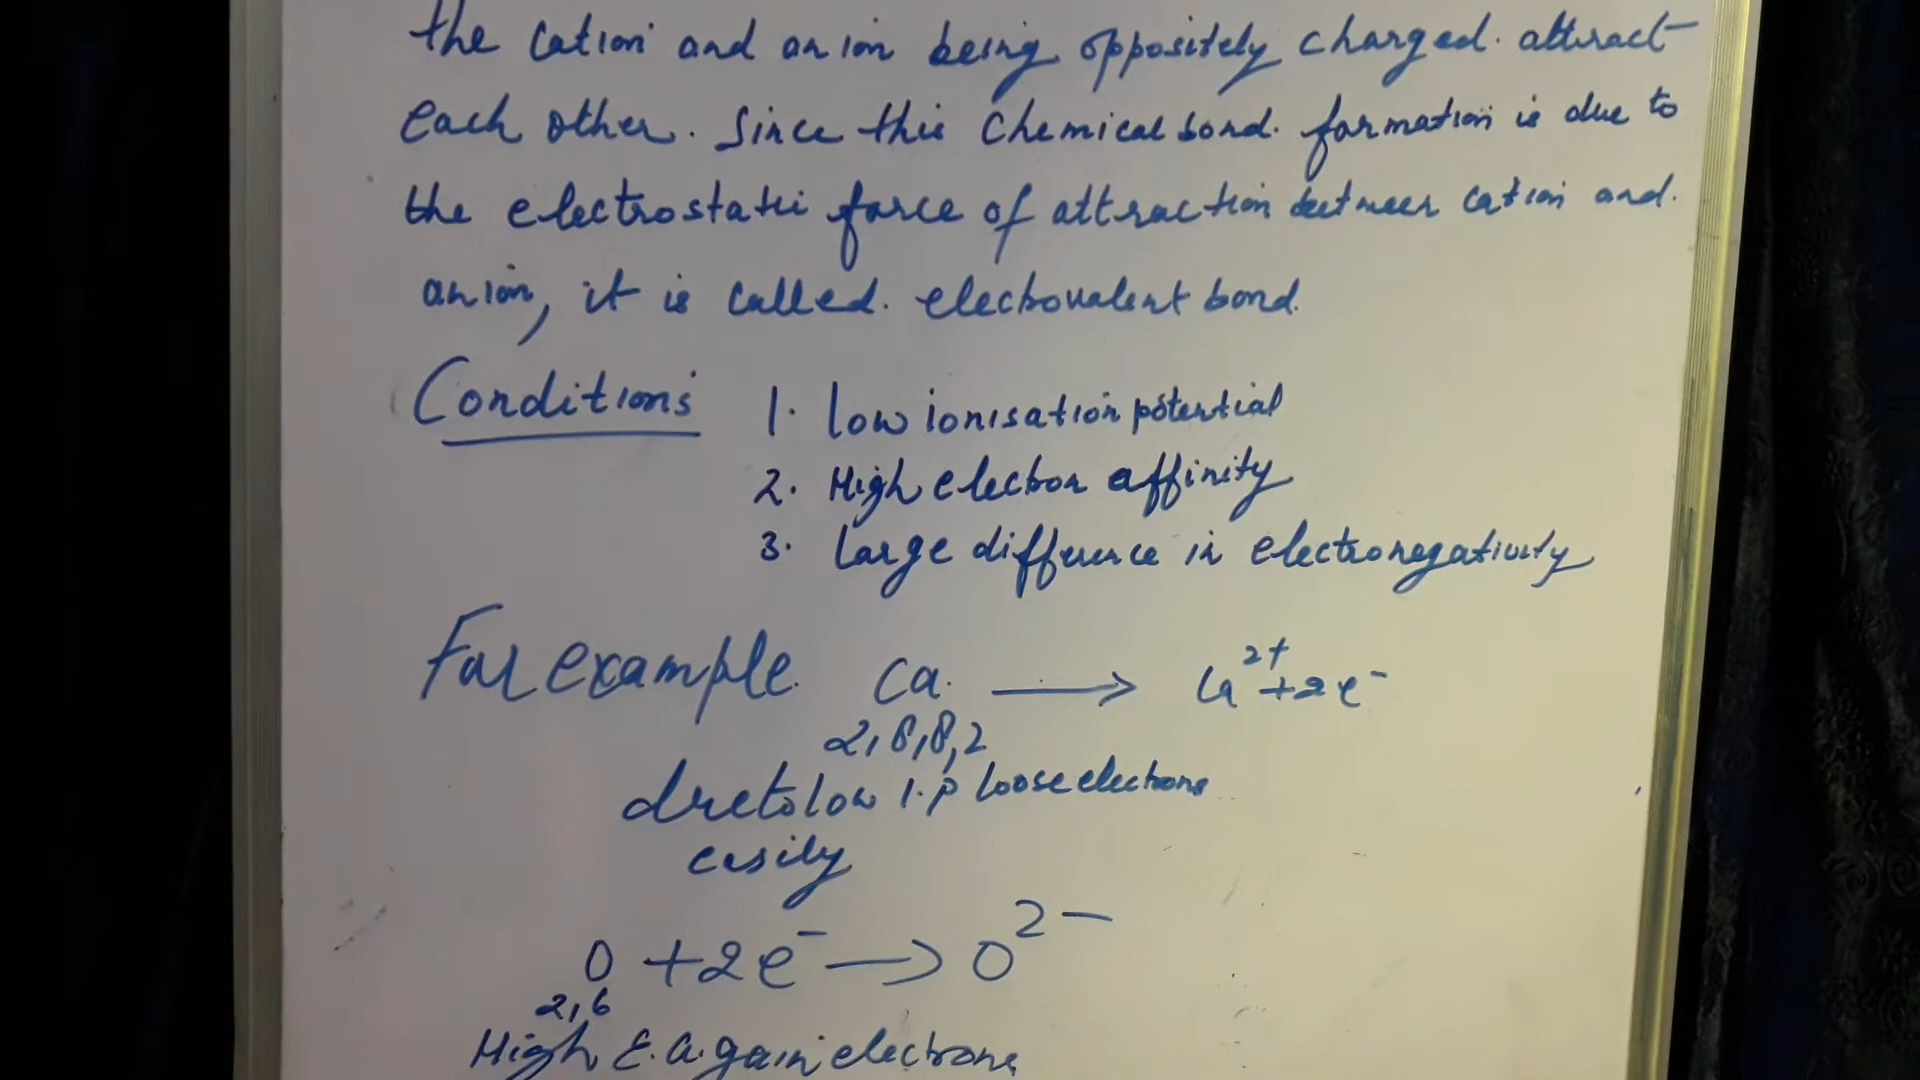 the cation and anion being oppositely charged. attract
each other. Since this Chemical bond. formation is due to
the electrostatic force of attraction between cation and.
anion, it is called. electrovalent bond.
Conditions 1. low ionisation potential
2. High electron affinity
3. Large difference in electronegativity
For example. Ca. ⟶ Ca²⁺+2e⁻
2,8,8,2
due to low I.P loose electrons
easily
O +2e⁻ ⟶ O²⁻
2,6
High E.A. gain electrons